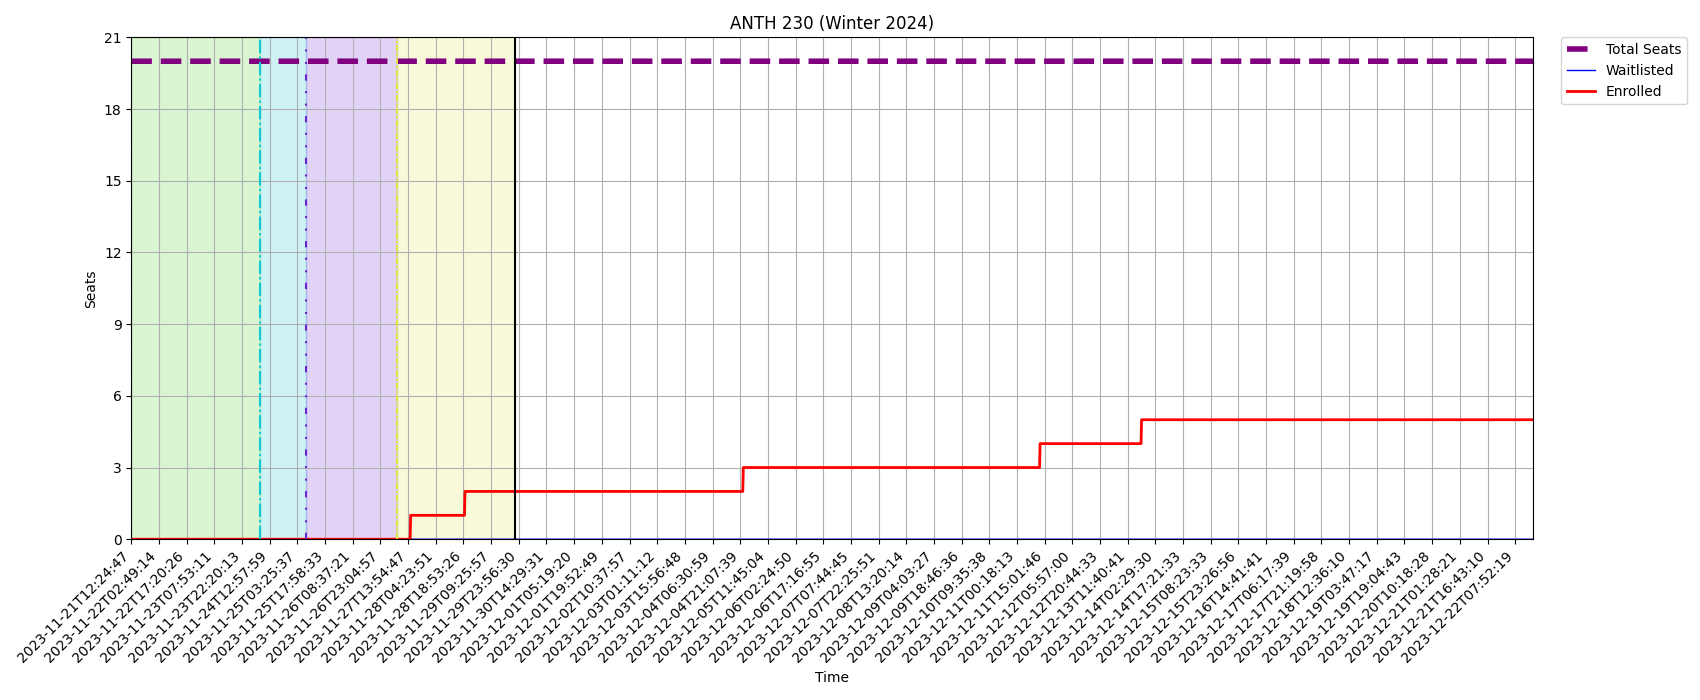 ANTH 230 (Winter 2024)
Total Seats
Waitlisted
Enrolled
Seats
21
18
15
12
9
6
3
0
2023-11-21T12:24:47
2023-11-22T02:49:14
2023-11-22T17:20:26
2023-11-23T07:53:11
2023-11-23T22:20:13
2023-11-24T12:57:59
2023-11-25T03:25:37
2023-11-25T17:58:33
2023-11-26T08:37:21
2023-11-26T23:04:57
2023-11-27T13:54:47
2023-11-28T04:23:51
2023-11-28T18:53:26
2023-11-29T09:25:57
2023-11-29T23:56:30
2023-11-30T14:29:31
2023-12-01T05:19:20
2023-12-01T19:52:49
2023-12-02T10:37:57
2023-12-03T01:11:12
2023-12-03T15:56:48
2023-12-04T06:30:59
2023-12-04T21:07:39
2023-12-05T11:45:04
2023-12-06T02:24:50
2023-12-06T17:16:55
2023-12-07T07:44:45
2023-12-07T22:25:51
2023-12-08T13:20:14
2023-12-09T04:03:27
2023-12-09T18:46:36
2023-12-10T09:35:38
2023-12-11T00:18:13
2023-12-11T15:01:46
2023-12-12T05:57:00
2023-12-12T20:44:33
2023-12-13T11:40:41
2023-12-14T02:29:30
2023-12-14T17:21:33
2023-12-15T08:23:33
2023-12-15T23:26:56
2023-12-16T14:41:41
2023-12-17T06:17:39
2023-12-17T21:19:58
2023-12-18T12:36:10
2023-12-19T03:47:17
2023-12-19T19:04:43
2023-12-20T10:18:28
2023-12-21T01:28:21
2023-12-21T16:43:10
2023-12-22T07:52:19
Time